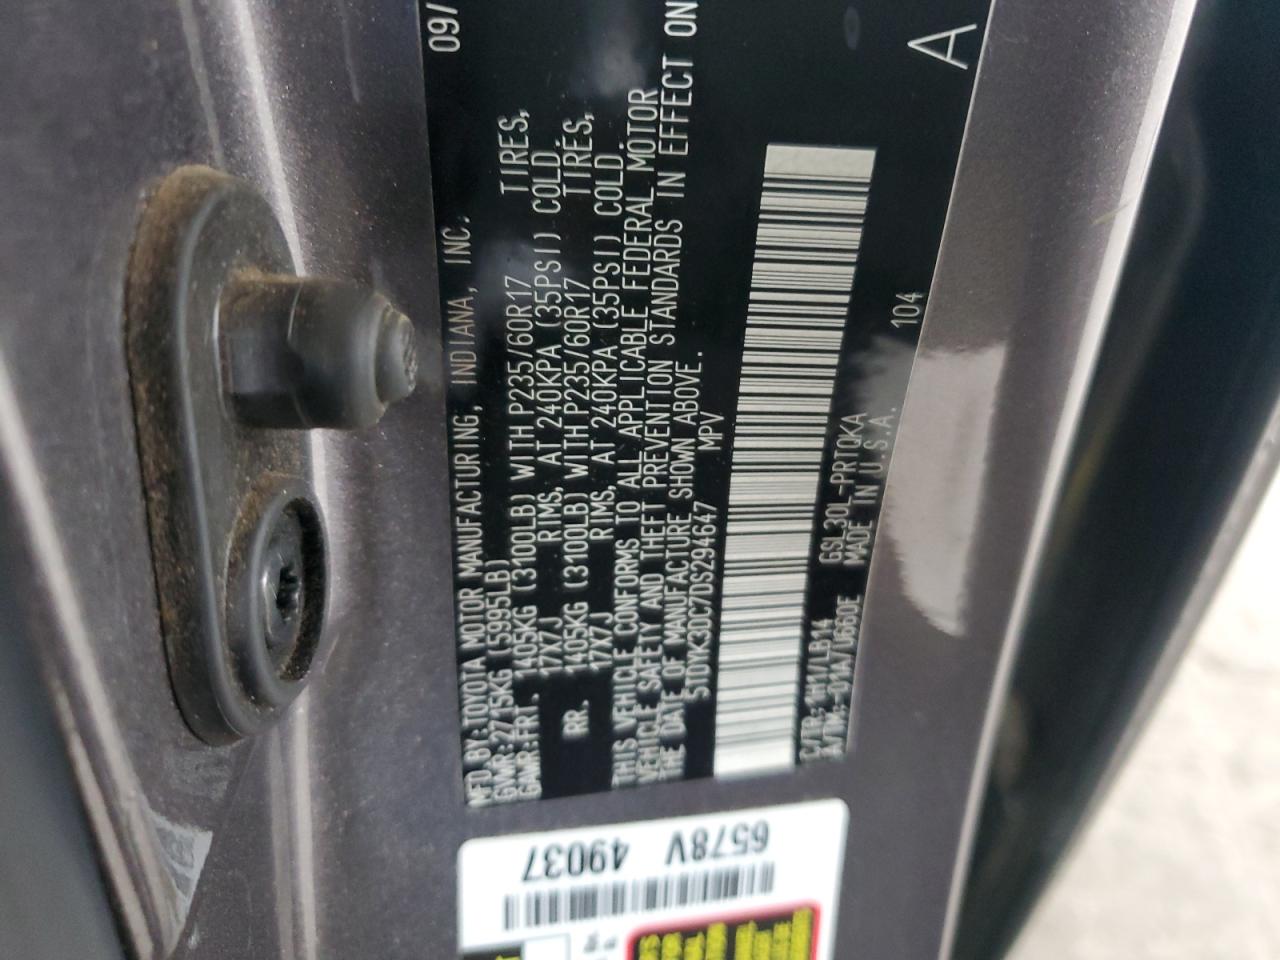 09/
MFD. BY: TOYOTA MOTOR MANUFACTURING, INDIANA, INC.
GVWR: 2715KG (5995LB)
GAWR: FRT. 1405KG (3100LB) WITH P235/60R17 TIRES,
17X7J RIMS, AT 240KPA (35PSI) COLD.
RR. 1405KG (3100LB) WITH P235/60R17 TIRES,
17X7J RIMS, AT 240KPA (35PSI) COLD.
THIS VEHICLE CONFORMS TO ALL APPLICABLE FEDERAL MOTOR
VEHICLE SAFETY AND THEFT PREVENTION STANDARDS IN EFFECT ON
THE DATE OF MANUFACTURE SHOWN ABOVE.
5TDYK3DC7DS294647 MPV
C/TR: 1H1/LB14 GSL30L-PRTQKA 104
A/TM: -01A/U660E MADE IN U.S.A.
A
6578V 49037